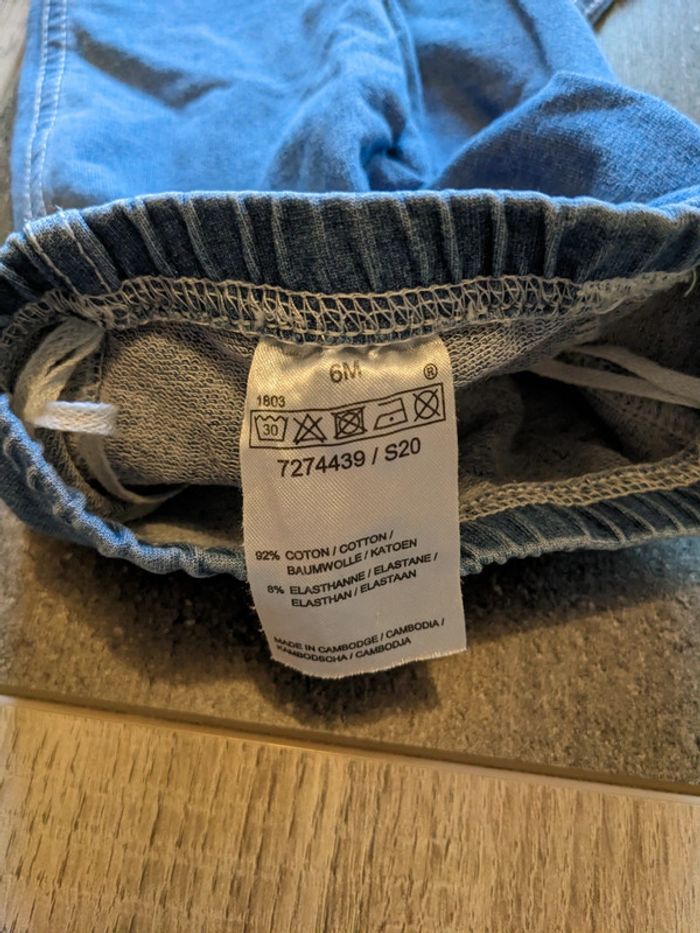 6M
®
1803
30
7274439 / S20
92% COTON / COTTON /
BAUMWOLLE / KATOEN
8% ELASTHANNE / ELASTANE /
ELASTHAN / ELASTAAN
MADE IN CAMBODGE / CAMBODIA /
KAMBODSCHA / CAMBODJA